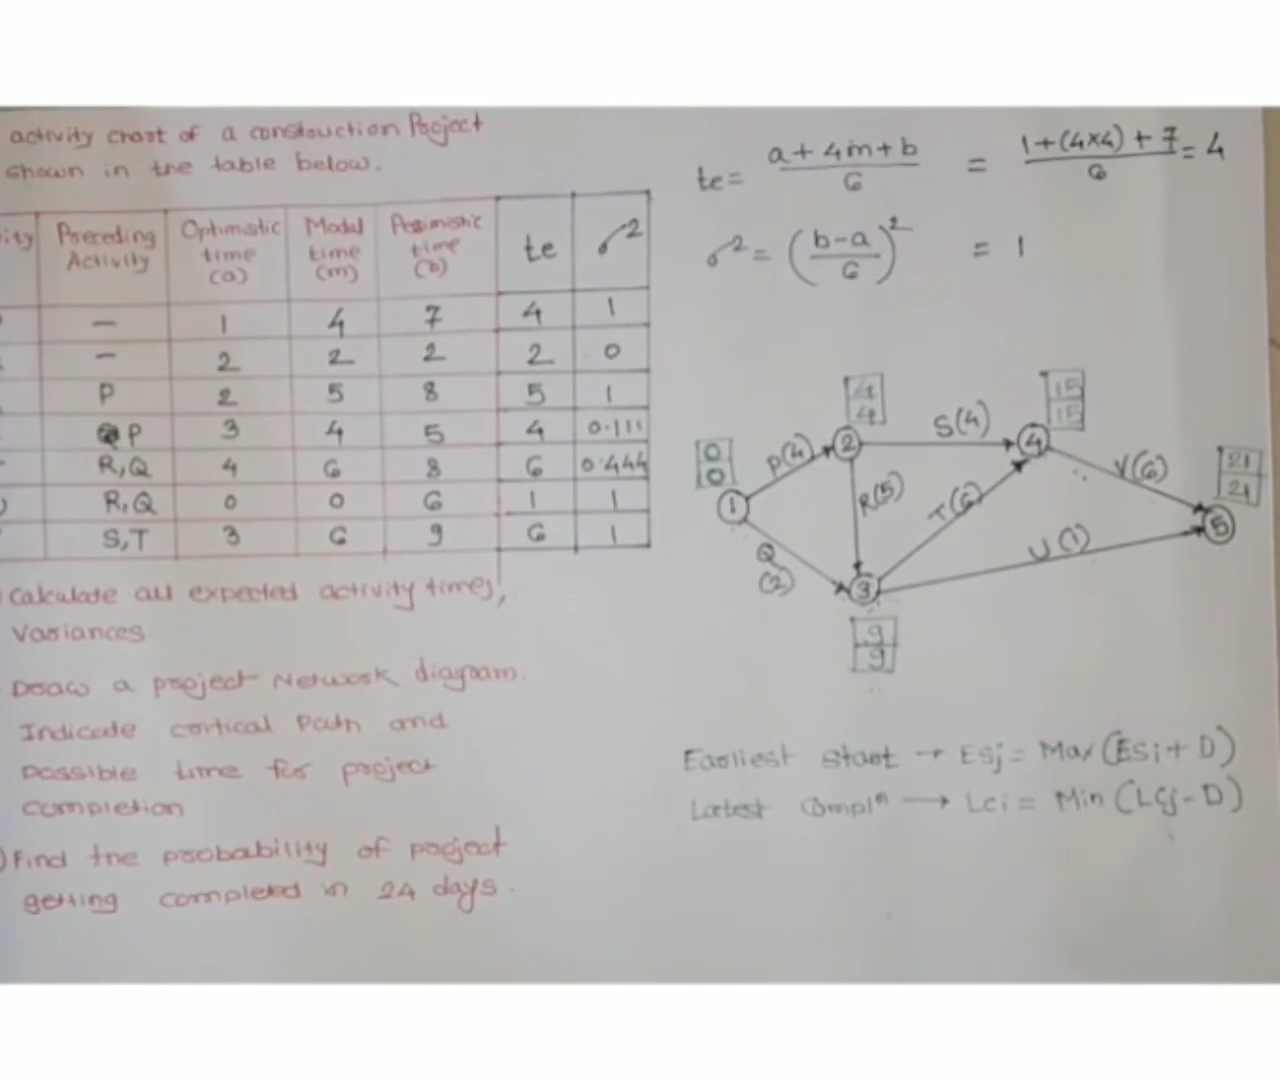 activity chart of a construction Project
shown in the table below.
ity Preceding Activity Optimistic time (a) Modal time (m) Pessimistic time (b) te σ2
— 1 4 7 4 1
— 2 2 2 2 0
P 2 5 8 5 1
P 3 4 5 4 0.111
R,Q 4 6 8 6 0.444
R,Q 0 0 6 1 1
S,T 3 6 9 6 1
Calculate all expected activity times,
Variances
Draw a project Network diagram.
Indicate cortical Path and
possible time for project
completion
) Find the probability of project
getting completed in 24 days.
te = a + 4m + b / 6 = 1 + (4x4) + 7 / 6 = 4
σ2 = (b-a / 6)2 = 1
4
4
15
15
0
0
P(4) 2 S(4) 4
21
21
1 R(5) T(6) V(6) 5
Q
(2) 3 U(1)
9
9
Earliest Start → ESj = Max (ESi + D)
Latest Compln → Lci = Min (LCj - D)